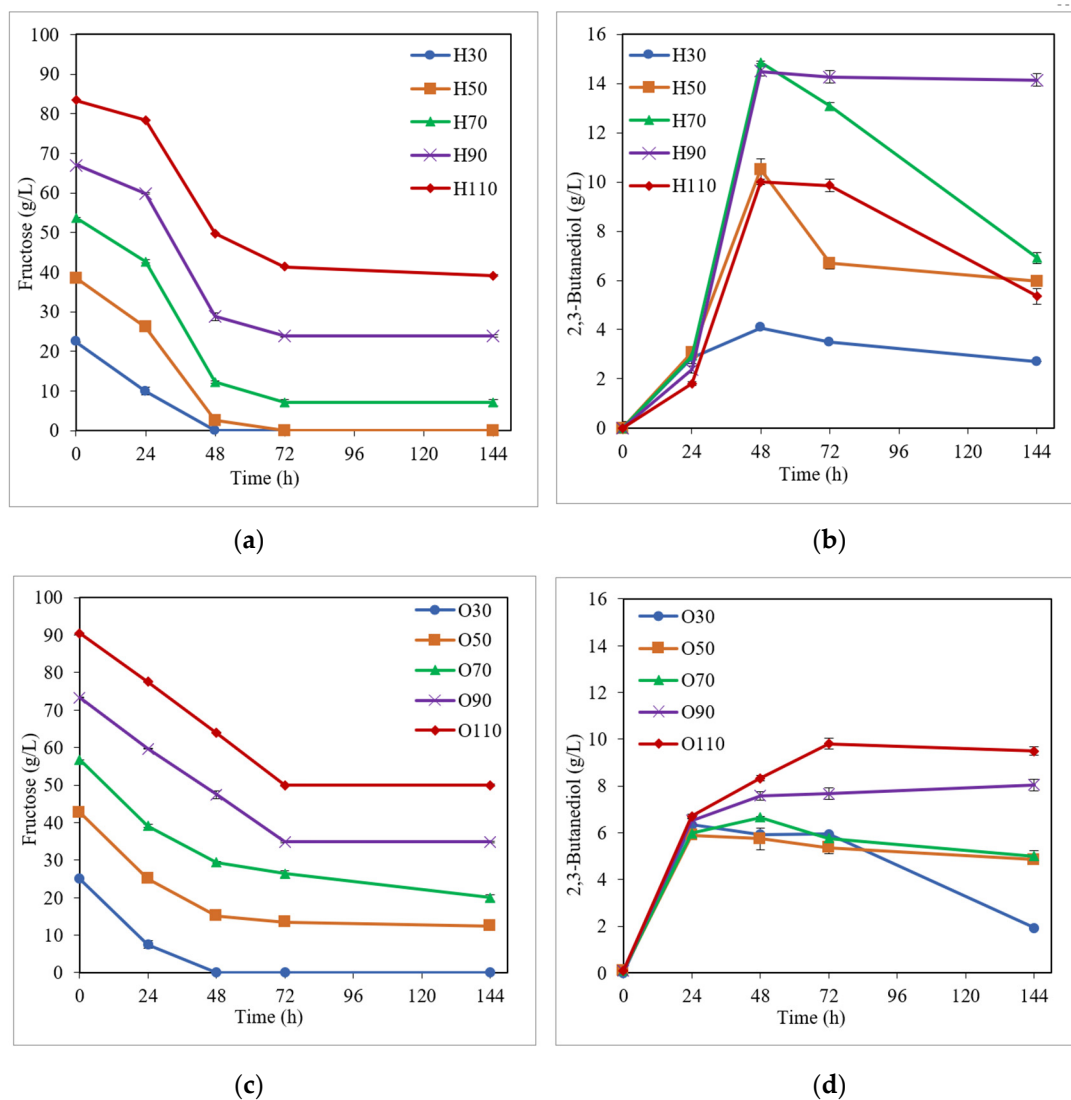 100
90
80
70
60
50
40
30
20
10
0
Fructose (g/L)
0 24 48 72 96 120 144
Time (h)
H30
H50
H70
H90
H110
(a)
16
14
12
10
8
6
4
2
0
2,3-Butanediol (g/L)
0 24 48 72 96 120 144
Time (h)
H30
H50
H70
H90
H110
(b)
100
90
80
70
60
50
40
30
20
10
0
Fructose (g/L)
0 24 48 72 96 120 144
Time (h)
O30
O50
O70
O90
O110
(c)
16
14
12
10
8
6
4
2
0
2,3-Butanediol (g/L)
0 24 48 72 96 120 144
Time (h)
O30
O50
O70
O90
O110
(d)